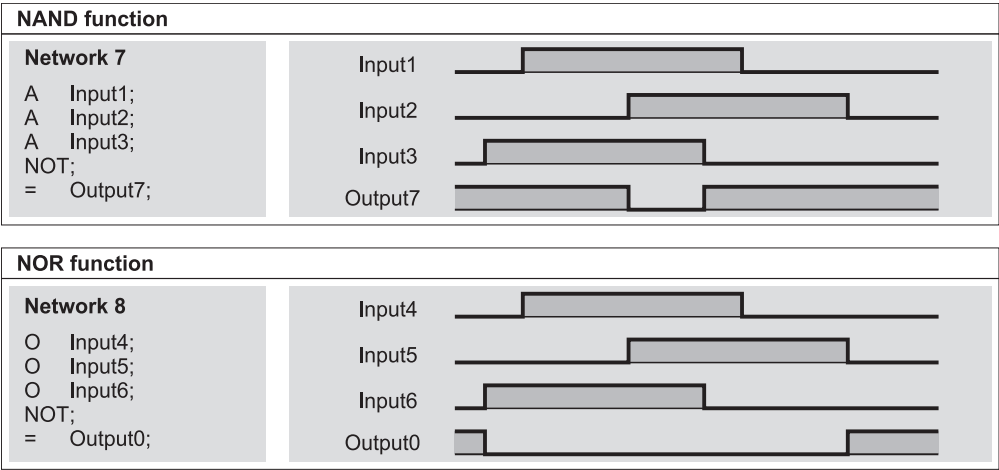 NAND function
Network 7
A Input1;
A Input2;
A Input3;
NOT;
= Output7;
Input1
Input2
Input3
Output7
NOR function
Network 8
O Input4;
O Input5;
O Input6;
NOT;
= Output0;
Input4
Input5
Input6
Output0